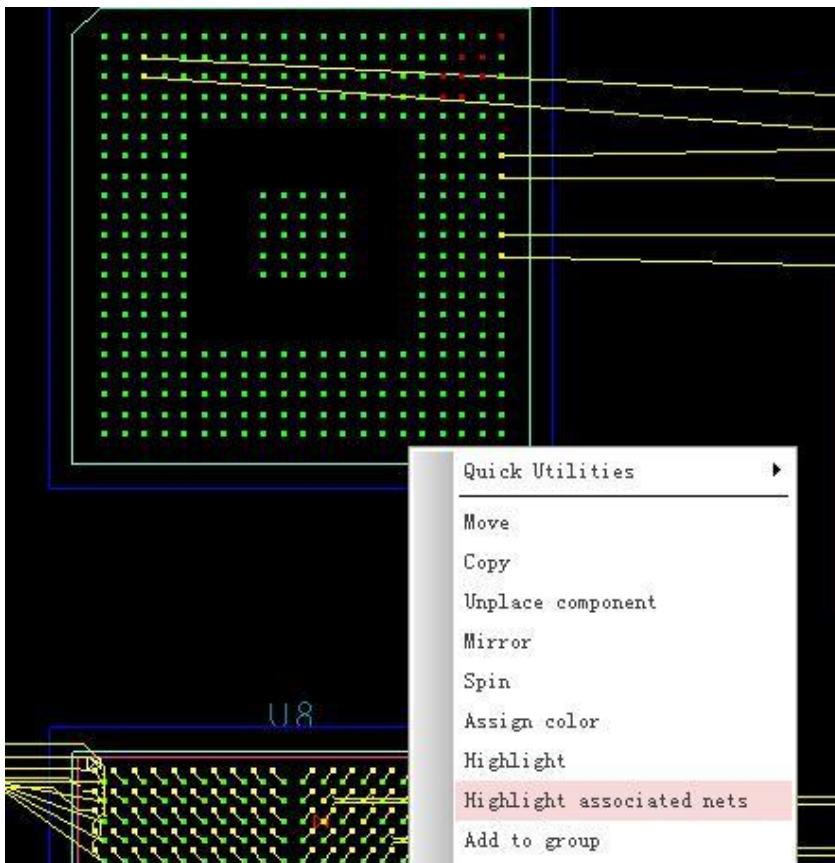 Quick Utilities
Move
Copy
Unplace component
Mirror
Spin
Assign color
Highlight
U8
Highlight associated nets
Add to group